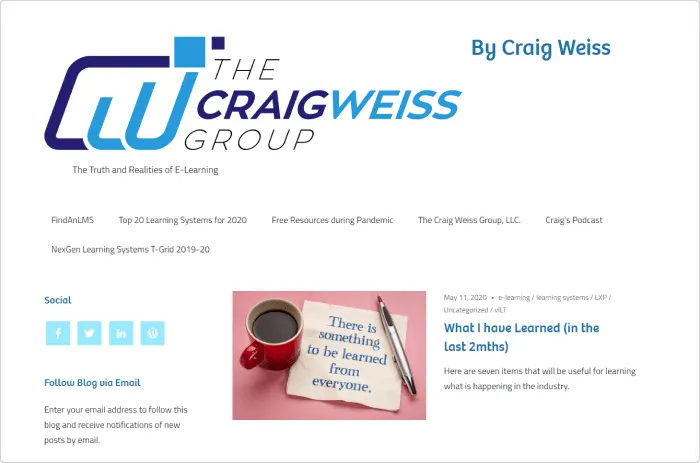 THE
CRAIGWEISS
GROUP
By Craig Weiss
The Truth and Realities of E-Learning
FindAnLMS
Top 20 Learning Systems for 2020
Free Resources during Pandemic
The Craig Weiss Group, LLC.
Craig's Podcast
NexGen Learning Systems T-Grid 2019-20
Social
Follow Blog via Email
Enter your email address to follow this
blog and receive notifications of new
posts by email.
There is
something
to be learned
from
everyone.
May 11, 2020 • e-learning / learning systems / LXP /
Uncategorized / vILT
What I have Learned (in the
last 2mths)
Here are seven items that will be useful for learning
what is happening in the industry.